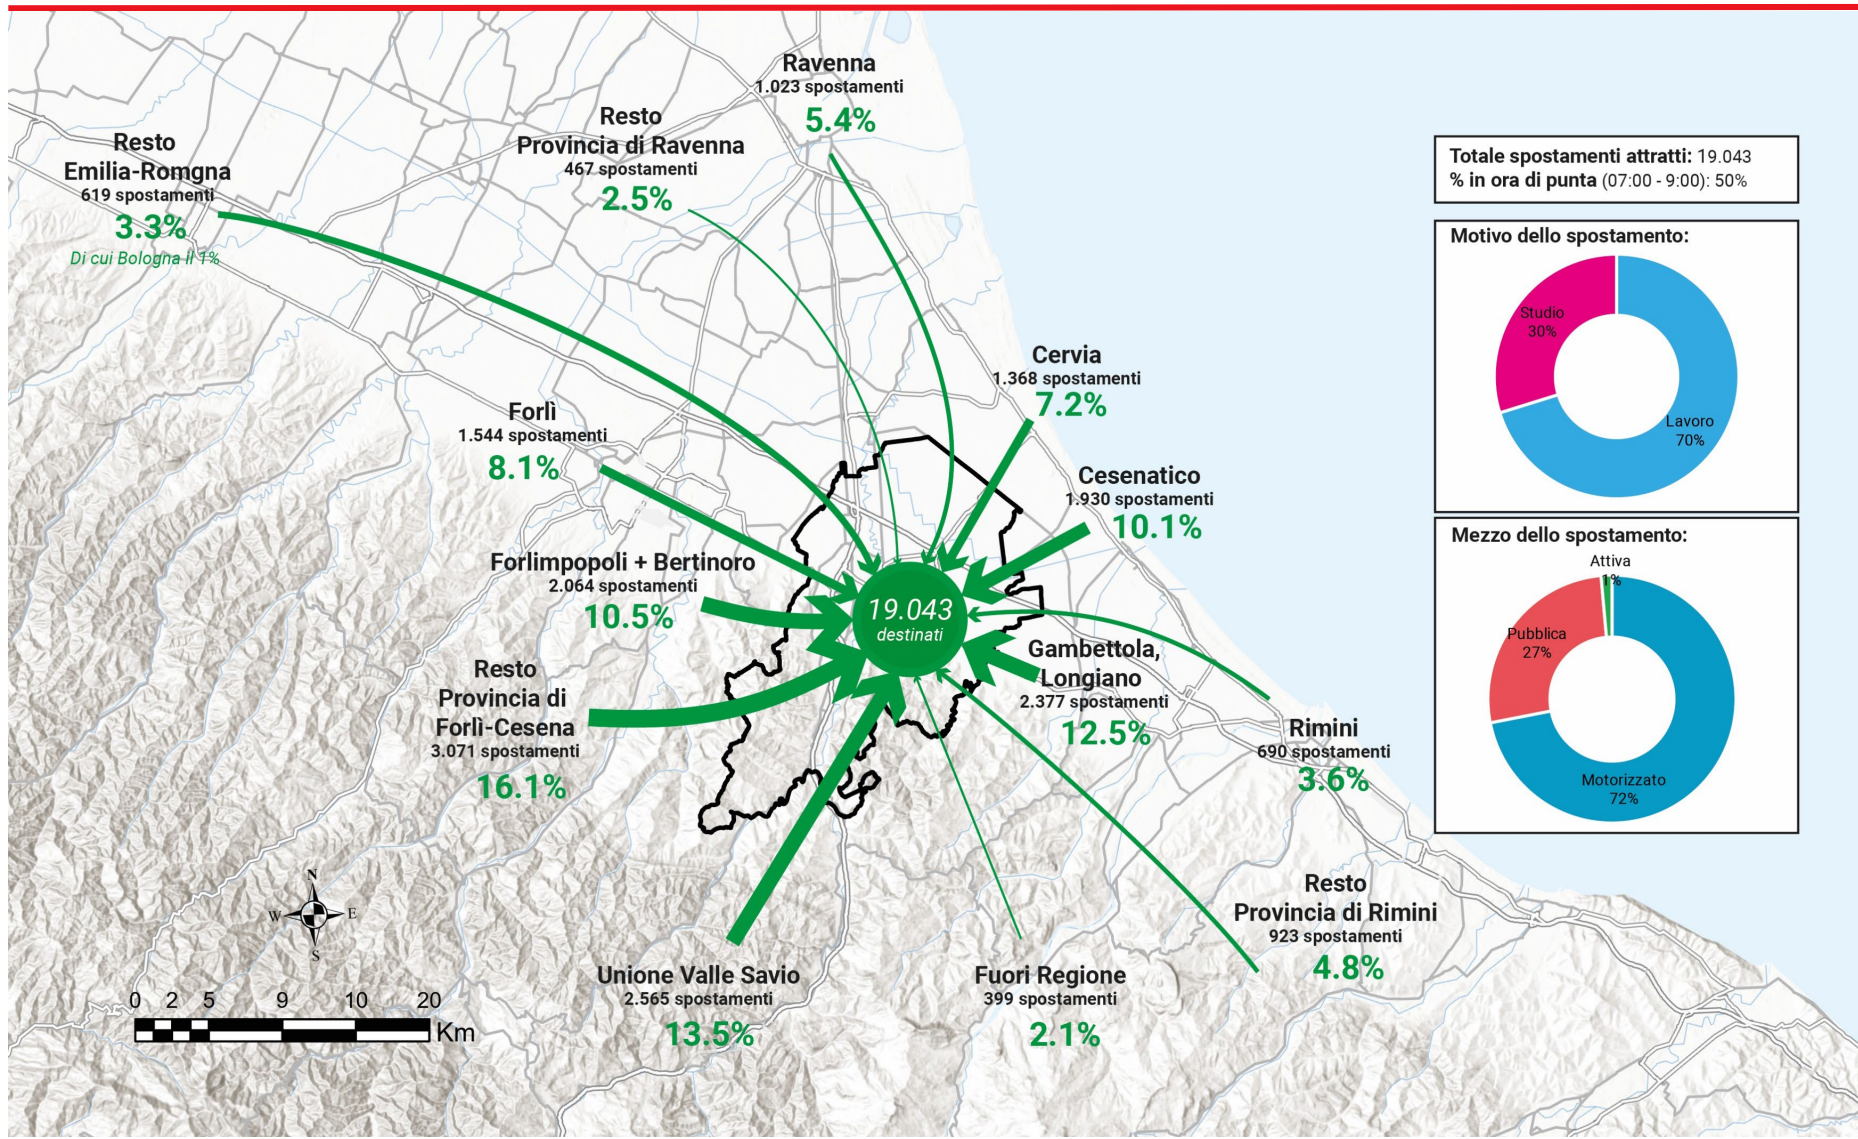 Ravenna
1.023 spostamenti
5.4%
Resto
Provincia di Ravenna
467 spostamenti
2.5%
Resto
Emilia-Romgna
619 spostamenti
3.3%
Di cui Bologna il 1%
Totale spostamenti attratti: 19.043
% in ora di punta (07:00 - 9:00): 50%
Motivo dello spostamento:
Studio
30%
Lavoro
70%
Cervia
1.368 spostamenti
7.2%
Forlì
1.544 spostamenti
8.1%
Cesenatico
1.930 spostamenti
10.1%
Mezzo dello spostamento:
Attiva
1%
Pubblica
27%
Motorizzato
72%
Forlimpopoli + Bertinoro
2.064 spostamenti
10.5%
19.043
destinati
Gambettola,
Longiano
2.377 spostamenti
12.5%
Resto
Provincia di
Forlì-Cesena
3.071 spostamenti
16.1%
Rimini
690 spostamenti
3.6%
Resto
Provincia di Rimini
923 spostamenti
4.8%
Unione Valle Savio
2.565 spostamenti
13.5%
Fuori Regione
399 spostamenti
2.1%
N
W E
S
0 2 5 9 10 20
Km